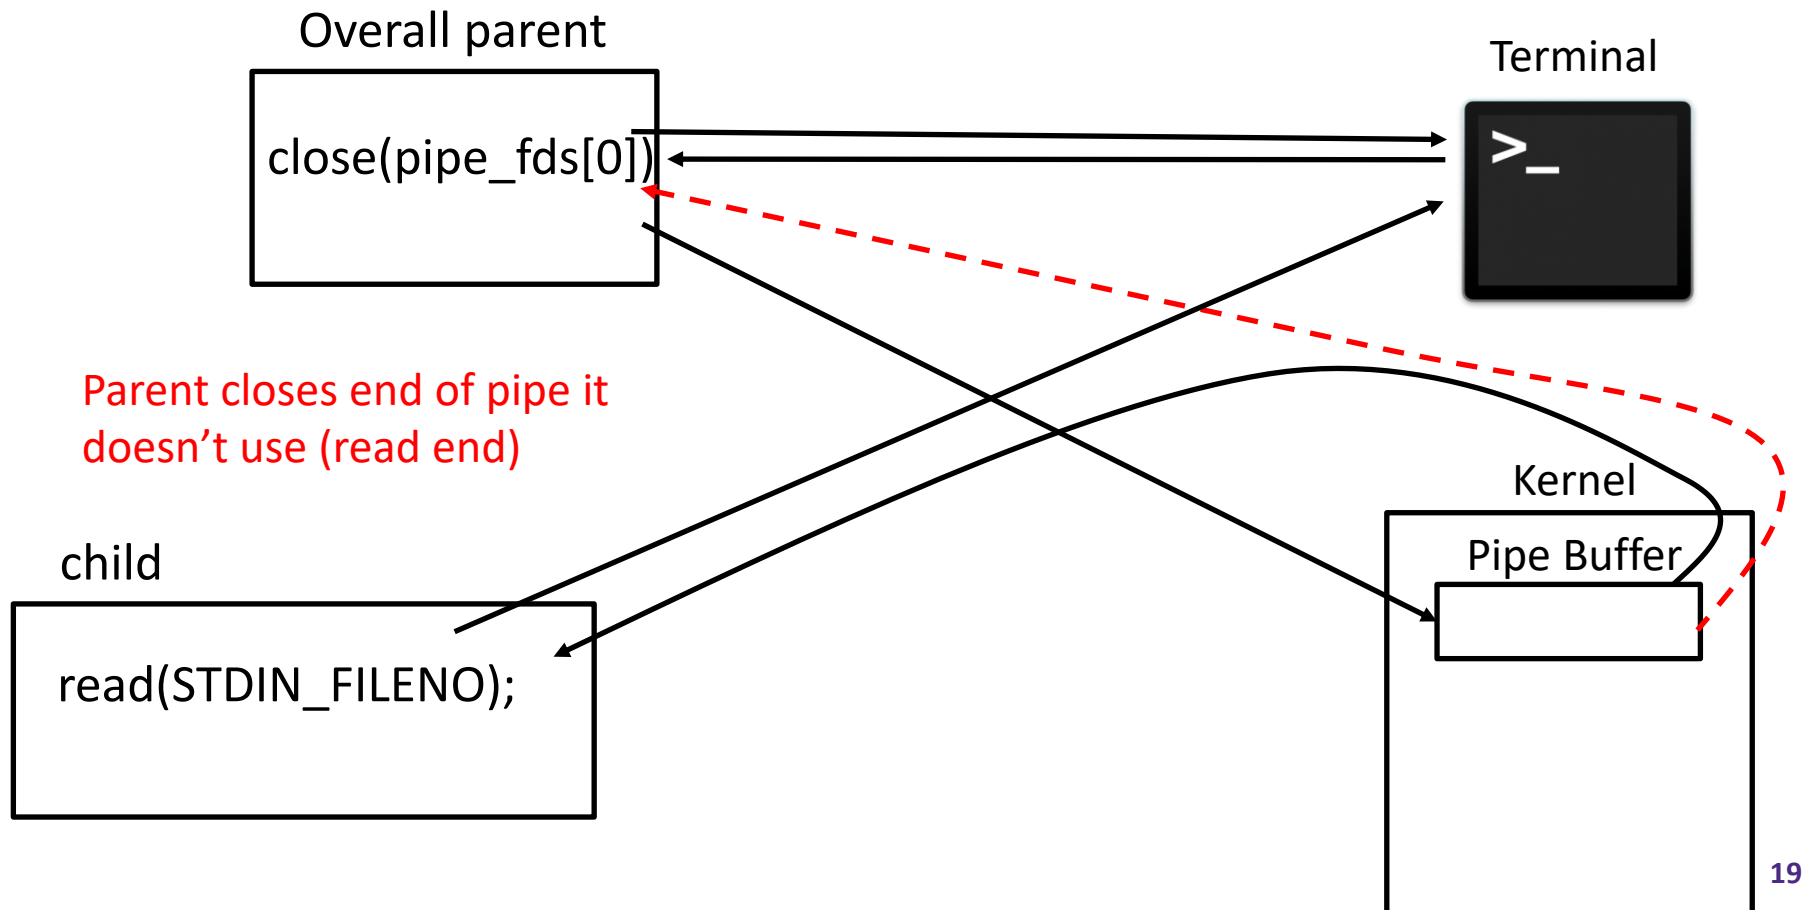 Overall parent
Terminal
close(pipe_fds[0])
>_
Parent closes end of pipe it
doesn’t use (read end)
Kernel
Pipe Buffer
child
read(STDIN_FILENO);
19